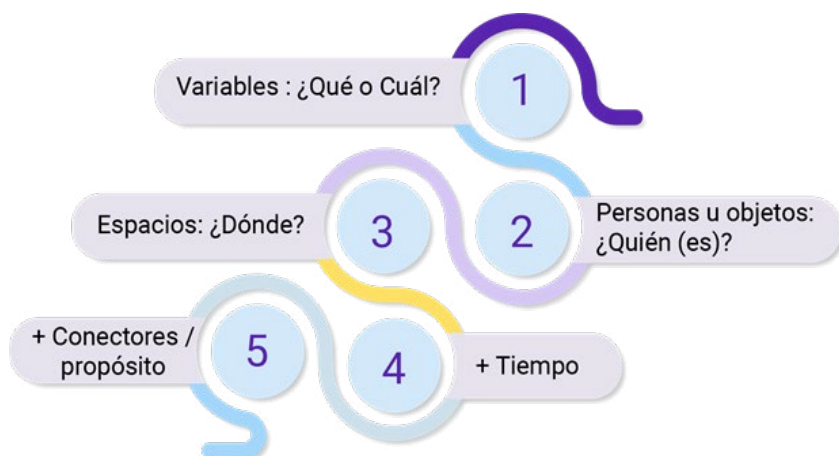 Variables : ¿Qué o Cuál?
1
2
Personas u objetos:
¿Quién (es)?
Espacios: ¿Dónde?
3
4
+ Tiempo
+ Conectores /
propósito
5